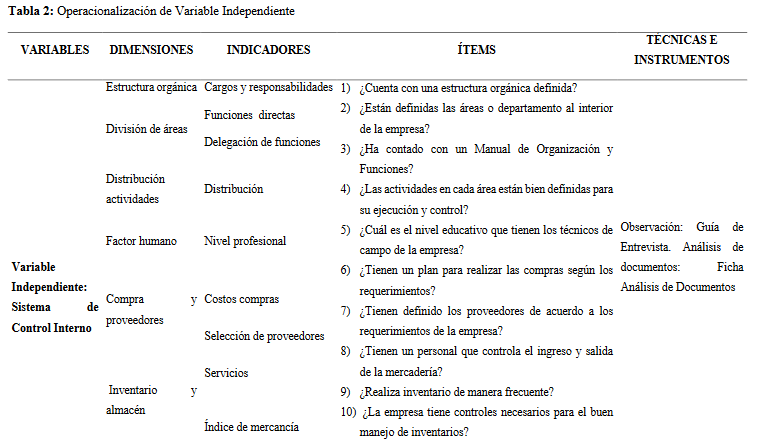 Tabla 2: Operacionalización de Variable Independiente
VARIABLES
DIMENSIONES
INDICADORES
ÍTEMS
TÉCNICAS E
INSTRUMENTOS
Variable
Independiente:
Sistema de
Control Interno
Estructura orgánica
División de áreas
Distribución
actividades
Factor humano
Compra y
proveedores
Inventario y
almacén
Cargos y responsabilidades
Funciones directas
Delegación de funciones
Distribución
Nivel profesional
Costos compras
Selección de proveedores
Servicios
Índice de mercancía
1) ¿Cuenta con una estructura orgánica definida?
2) ¿Están definidas las áreas o departamento al interior
de la empresa?
3) ¿Ha contado con un Manual de Organización y
Funciones?
4) ¿Las actividades en cada área están bien definidas para
su ejecución y control?
5) ¿Cuál es el nivel educativo que tienen los técnicos de
campo de la empresa?
6) ¿Tienen un plan para realizar las compras según los
requerimientos?
7) ¿Tienen definido los proveedores de acuerdo a los
requerimientos de la empresa?
8) ¿Tienen un personal que controla el ingreso y salida
de la mercadería?
9) ¿Realiza inventario de manera frecuente?
10) ¿La empresa tiene controles necesarios para el buen
manejo de inventarios?
Observación: Guía de
Entrevista. Análisis de
documentos: Ficha
Análisis de Documentos